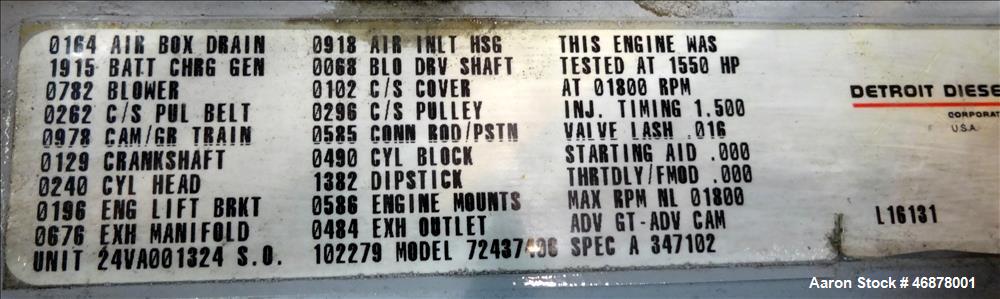 0164 AIR BOX DRAIN 0918 AIR INLT HSG THIS ENGINE WAS
1915 BATT CHRG GEN 0068 BLO DRV SHAFT TESTED AT 1550 HP
0782 BLOWER 0102 C/S COVER AT 01800 RPM
0262 C/S PUL BELT 0296 C/S PULLEY INJ. TIMING 1.500
0978 CAM/GR TRAIN 0585 CONN ROD/PSTN VALVE LASH .016
0129 CRANKSHAFT 0490 CYL BLOCK STARTING AID .000
0240 CYL HEAD 1382 DIPSTICK THRTDLY/FMOD .000
0196 ENG LIFT BRKT 0586 ENGINE MOUNTS MAX RPM NL 01800
0676 EXH MANIFOLD 0484 EXH OUTLET ADV GT-ADV CAM
UNIT 24VA001324 S.O. 102279 MODEL SPEC A 347102
DETROIT DIESE
CORPORAT
U.S.A.
L16131
Aaron Stock # 46878001